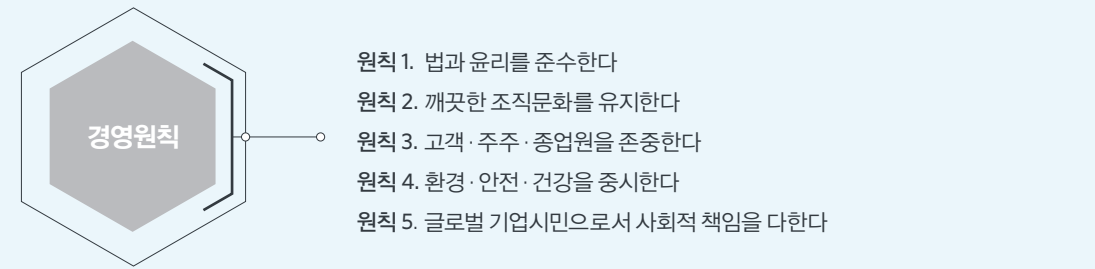 경영원칙
원칙 1. 법과 윤리를 준수한다
원칙 2. 깨끗한 조직문화를 유지한다
원칙 3. 고객 · 주주 · 종업원을 존중한다
원칙 4. 환경 · 안전 · 건강을 중시한다
원칙 5. 글로벌 기업시민으로서 사회적 책임을 다한다